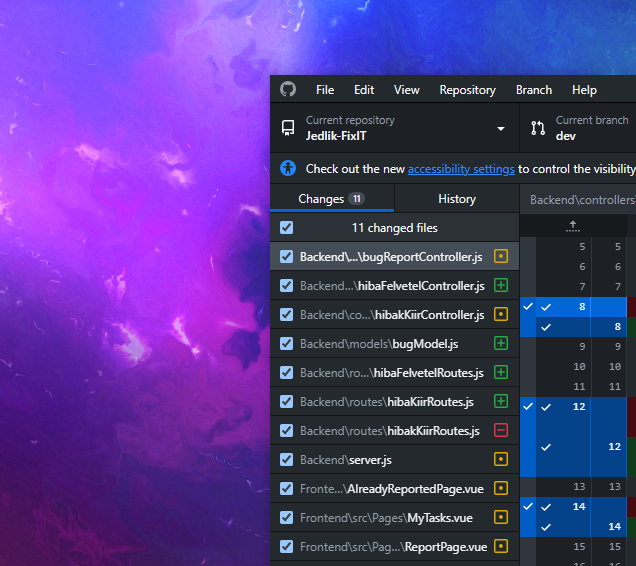 File Edit View Repository Branch Help
Current repository
Jedlik-FixIT
Current branch
dev
Check out the new accessibility settings to control the visibility
Changes 11
History
Backend\controllers
11 changed files
Backend\...\bugReportController.js
Backend...\hibaFelvetelController.js
Backend\co...\hibakKiirController.js
Backend\models\bugModel.js
Backend\ro...\hibaFelvetelRoutes.js
Backend\routes\hibaKiirRoutes.js
Backend\routes\hibakKiirRoutes.js
Backend\server.js
Fronte...\AlreadyReportedPage.vue
Frontend\src\Pages\MyTasks.vue
Frontend\src\Pag...\ReportPage.vue
5 5
6 6
7 7
8
8
9 9
10 10
11 11
12
12
13 13
14
14
15 15
16 16